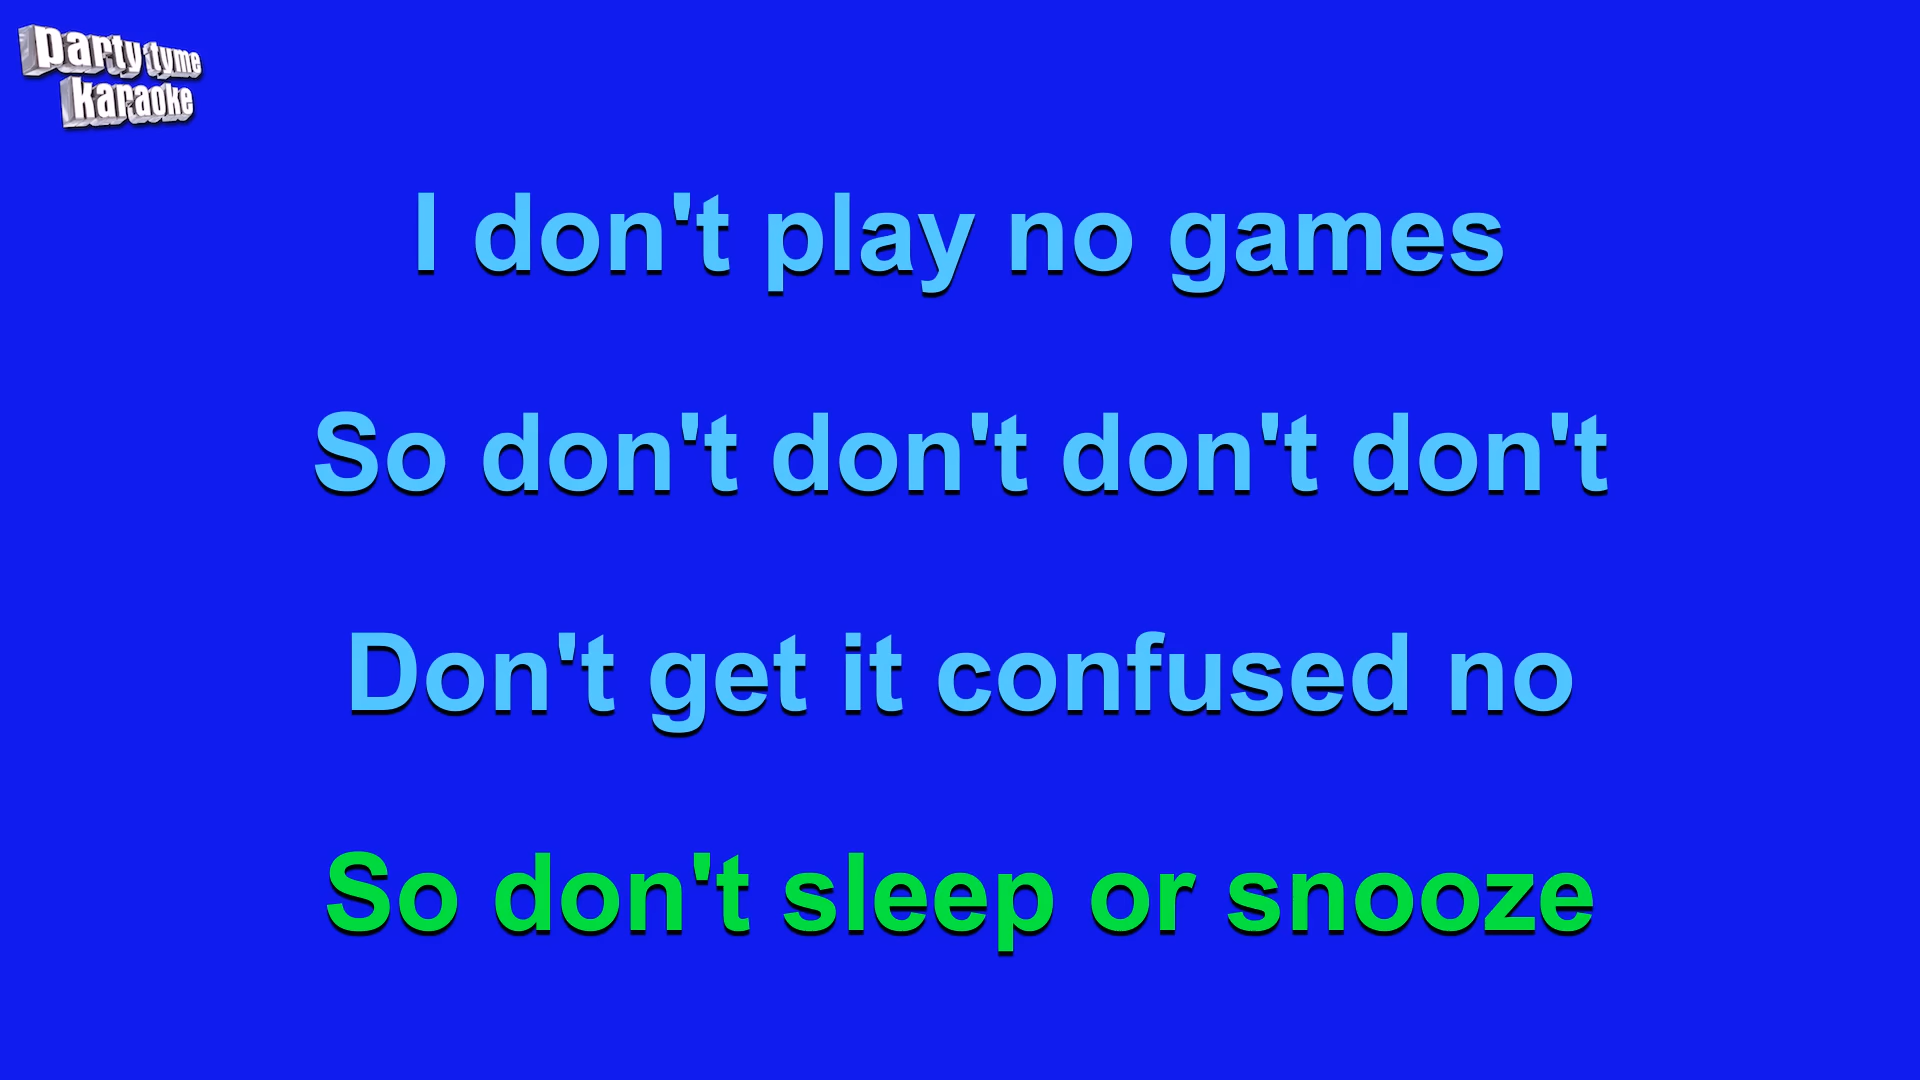 party tyme
karaoke
I don't play no games
So don't don't don't don't
Don't get it confused no
So don't sleep or snooze